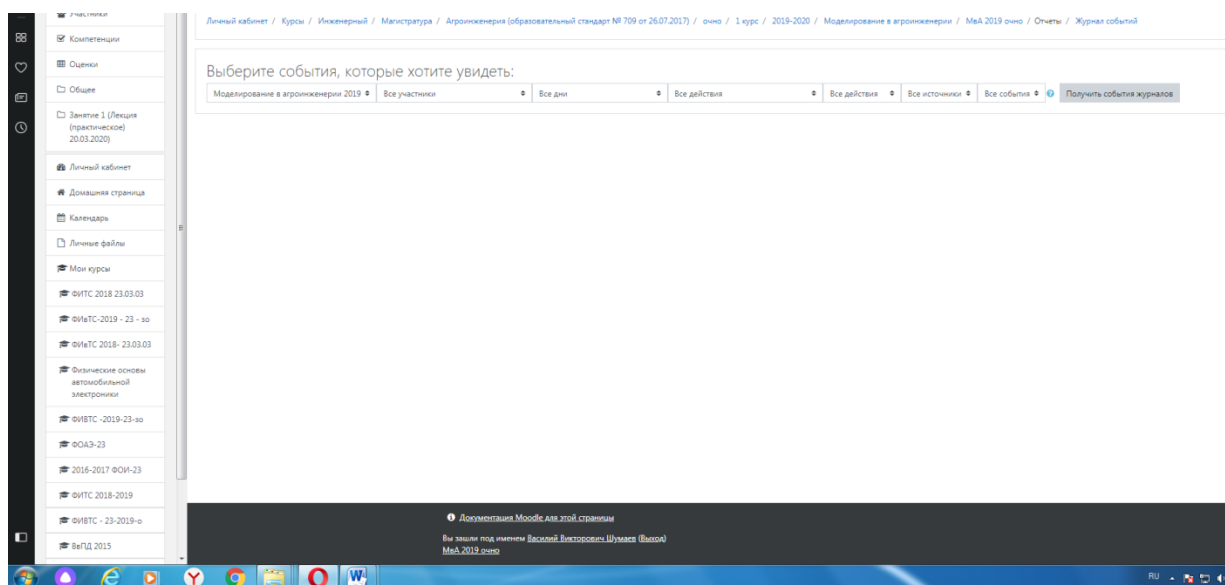 Участники
Компетенции
Оценки
Общее
Занятие 1 (Лекция
(практическое)
20.03.2020)
Личный кабинет
Домашняя страница
Календарь
Личные файлы
Мои курсы
ФИТС 2018 23.03.03
ФИвТС-2019 - 23 - зо
ФИвТС 2018- 23.03.03
Физические основы
автомобильной
электроники
ФИВТС -2019-23-зо
ФОАЭ-23
2016-2017 ФОИ-23
ФИТС 2018-2019
ФИВТС - 23-2019-о
ВвПД 2015
Личный кабинет / Курсы / Инженерный / Магистратура / Агроинженерия (образовательный стандарт № 709 от 26.07.2017) / очно / 1 курс / 2019-2020 / Моделирование в агроинженерии / МвА 2019 очно / Отчеты / Журнал событий
Выберите события, которые хотите увидеть:
Моделирование в агроинженерии 2019 Все участники Все дни Все действия Все действия Все источники Все события Получить события журналов
Документация Moodle для этой страницы
Вы зашли под именем Василий Викторович Шумаев (Выход)
МвА 2019 очно
RU